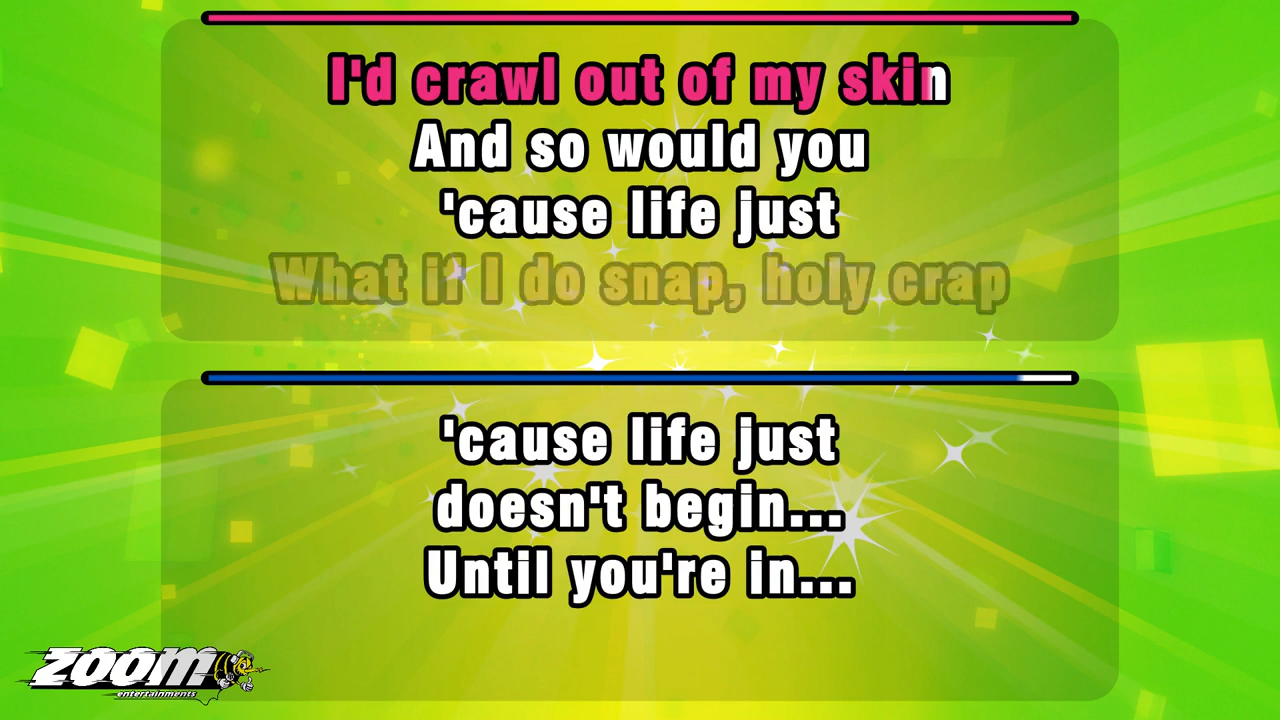 I'd crawl out of my skin
And so would you
'cause life just
What if I do snap, holy crap
'cause life just
doesn't begin...
Until you're in...
ZOOM
entertainments